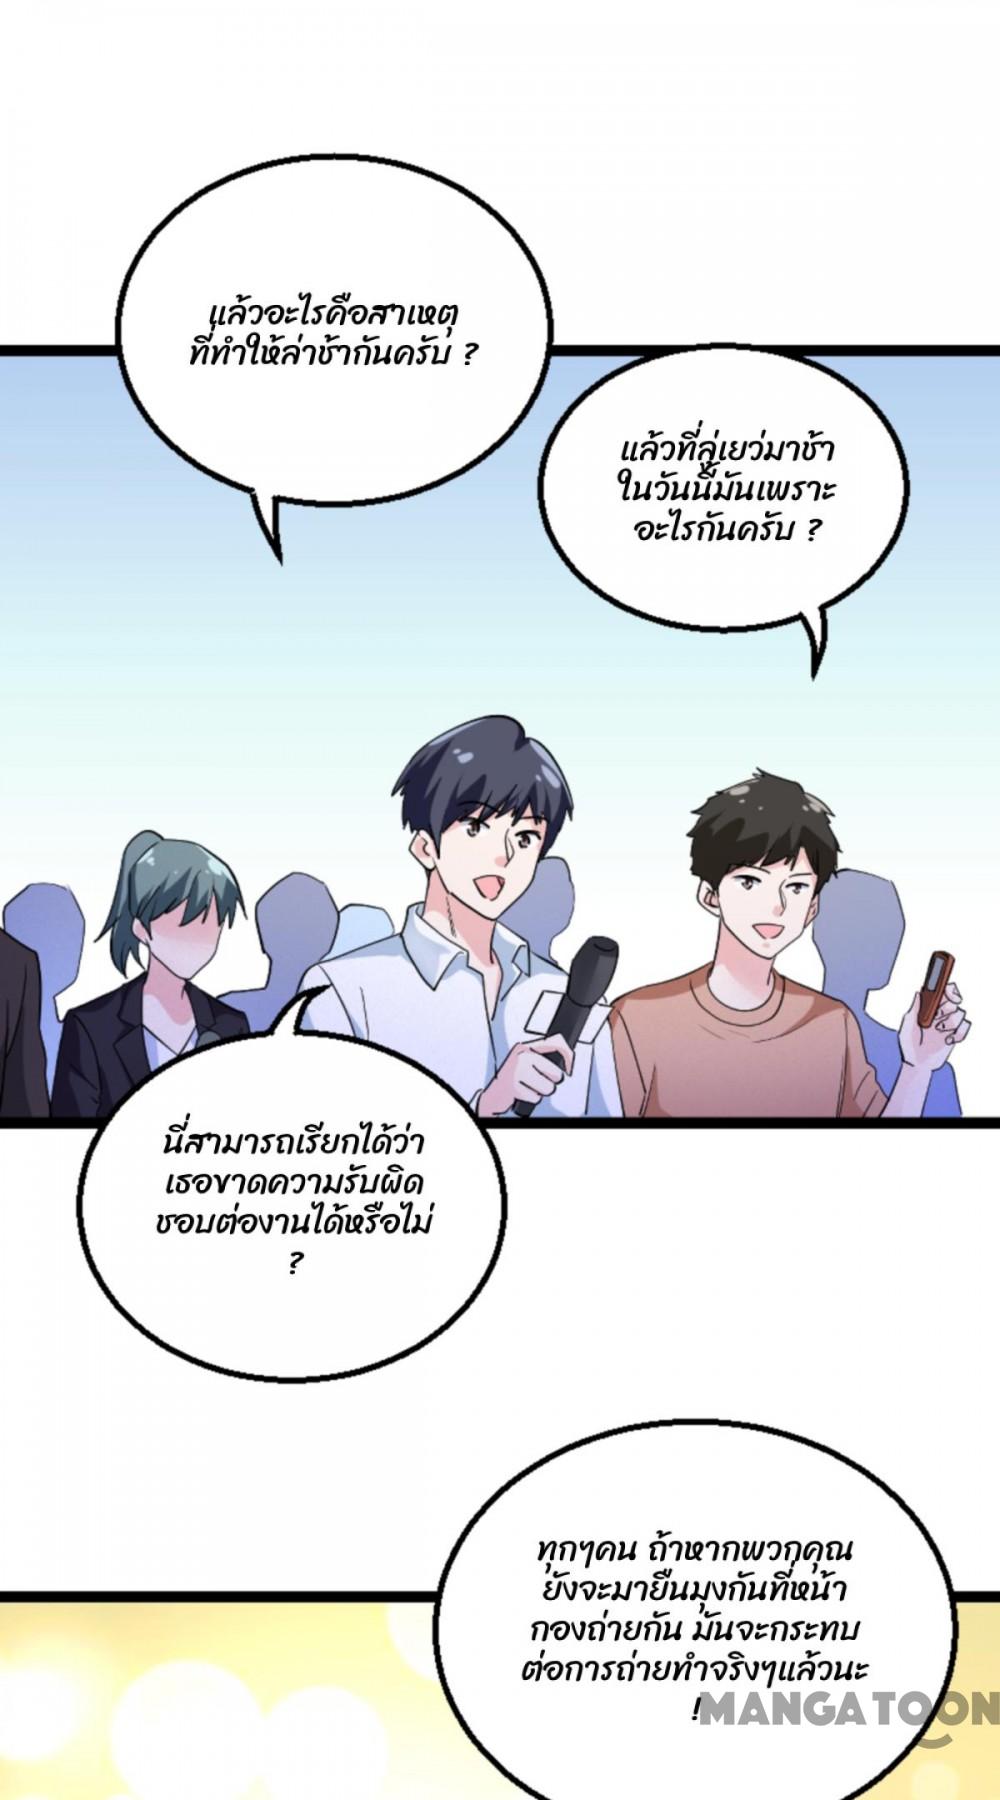 แล้วอะไรคือสาเหตุ
ที่ทำให้ล่าช้ากันครับ ?
แล้วที่ลู่เยว่มาช้า
ในวันนี้มันเพราะ
อะไรกันครับ ?
นี่สามารถเรียกได้ว่า
เธอขาดความรับผิด
ชอบต่องานได้หรือไม่
?
ทุกๆคน ถ้าหากพวกคุณ
ยังจะมายืนมุงกันที่หน้า
กองถ่ายกัน มันจะกระทบ
ต่อการถ่ายทำจริงๆแล้วนะ
!
MANGATOON